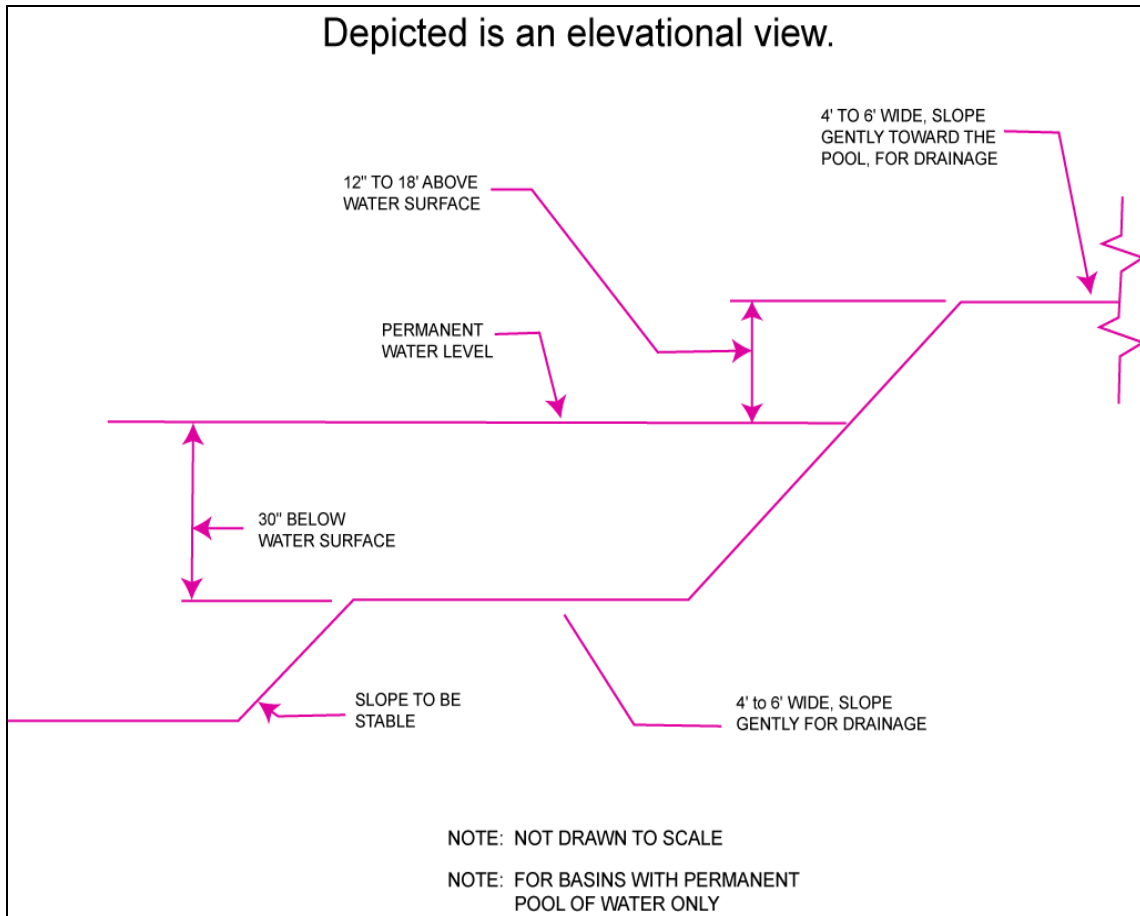 Depicted is an elevational view.
4' TO 6' WIDE, SLOPE
GENTLY TOWARD THE
POOL, FOR DRAINAGE
12" TO 18' ABOVE
WATER SURFACE
PERMANENT
WATER LEVEL
30" BELOW
WATER SURFACE
SLOPE TO BE
STABLE
4' to 6' WIDE, SLOPE
GENTLY FOR DRAINAGE
NOTE: NOT DRAWN TO SCALE
NOTE: FOR BASINS WITH PERMANENT
POOL OF WATER ONLY